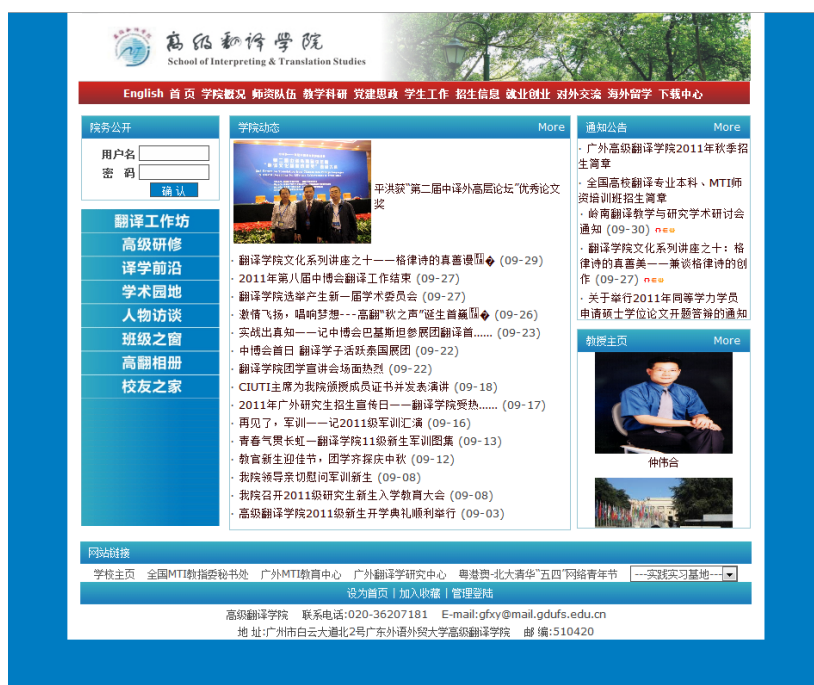 高级翻译学院
School of Interpreting & Translation Studies
English 首 页 学院概况 师资队伍 教学科研 党建思政 学生工作 招生信息 就业创业 对外交流 海外留学 下载中心
院务公开
用户名
密 码
确 认
翻译工作坊
高级研修
译学前沿
学术园地
人物访谈
班级之窗
高翻相册
校友之家
学院动态 More
平洪获"第二届中译外高层论坛"优秀论文
奖
· 翻译学院文化系列讲座之十一——格律诗的真善谩 (09-29)
· 2011年第八届中博会翻译工作结束 (09-27)
· 翻译学院选举产生新一届学术委员会 (09-27)
· 激情飞扬，唱响梦想---高翻"秋之声"诞生首巍 (09-26)
· 实战出真知——记中博会巴基斯坦参展团翻译首...... (09-23)
· 中博会首日 翻译学子活跃泰国展团 (09-22)
· 翻译学院团学宣讲会场面热烈 (09-22)
· CIUTI主席为我院颁授成员证书并发表演讲 (09-18)
· 2011年广外研究生招生宣传日——翻译学院受热...... (09-17)
· 再见了，军训——记2011级军训汇演 (09-16)
· 青春气贯长虹—翻译学院11级新生军训图集 (09-13)
· 教官新生迎佳节，团学齐探庆中秋 (09-12)
· 我院领导亲切慰问军训新生 (09-08)
· 我院召开2011级研究生新生入学教育大会 (09-08)
· 高级翻译学院2011级新生开学典礼顺利举行 (09-03)
通知公告 More
· 广外高级翻译学院2011年秋季招
生简章
· 全国高校翻译专业本科、MTI师
资培训班招生简章
· 岭南翻译教学与研究学术研讨会
通知 (09-30) new
· 翻译学院文化系列讲座之十：格
律诗的真善美——兼谈格律诗的创
作 (09-27) new
· 关于举行2011年同等学力学员
申请硕士学位论文开题答辩的通知
教授主页 More
仲伟合
网站链接
学校主页 全国MTI教指委秘书处 广外MTI教育中心 广外翻译学研究中心 粤港澳-北大清华"五四"网络青年节 ---实践实习基地---
设为首页 | 加入收藏 | 管理登陆
高级翻译学院 联系电话:020-36207181 E-mail:gfxy@mail.gdufs.edu.cn
地 址:广州市白云大道北2号广东外语外贸大学高级翻译学院 邮 编:510420